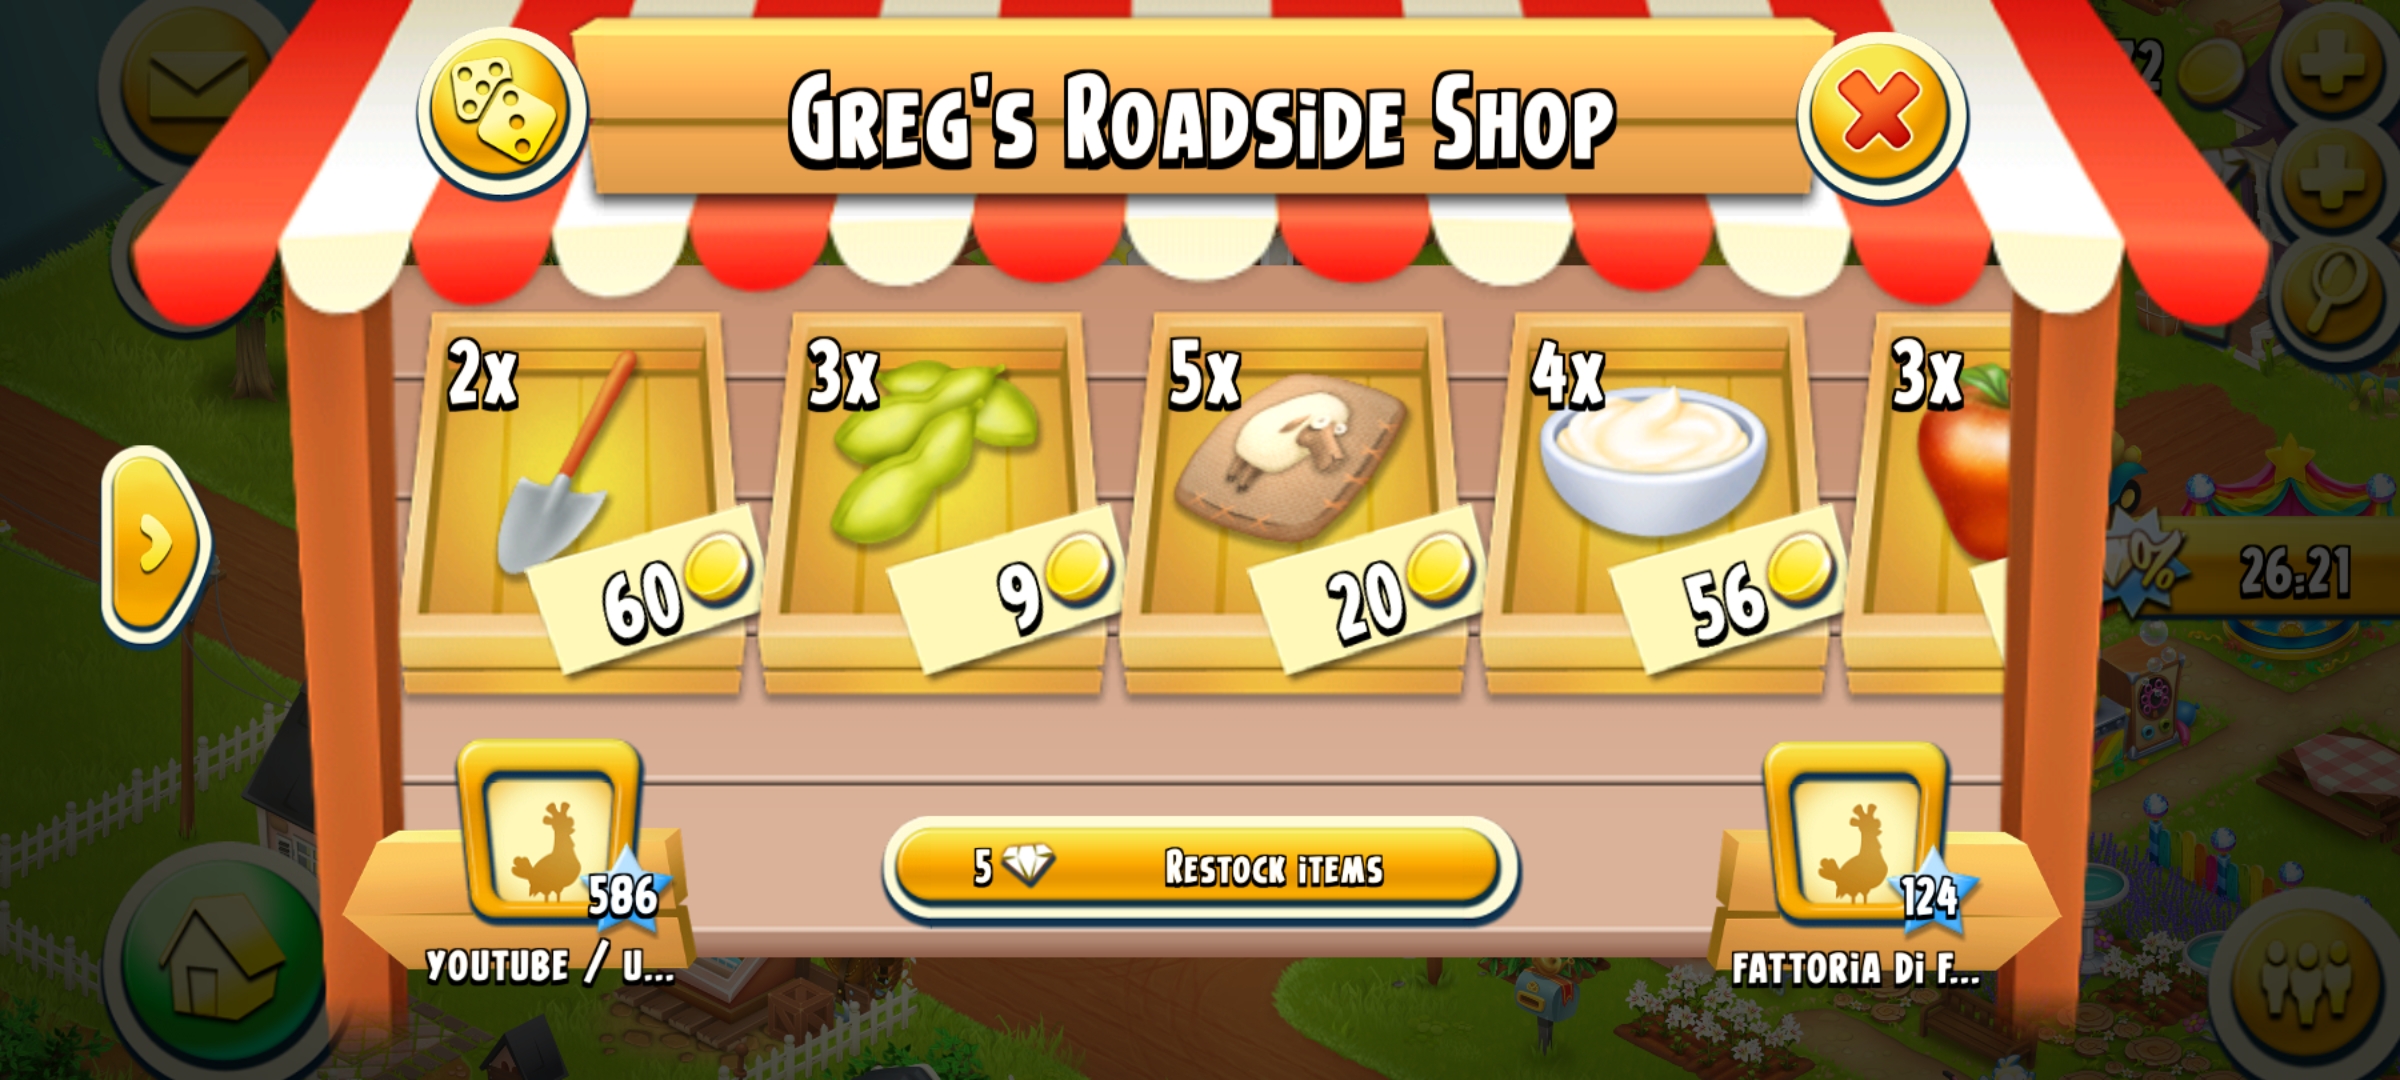 GREG'S ROADSIDE SHOP
2x
3x
5x
4x
3x
60
9
20
56
26:21
586
5
RESTOCK ITEMS
124
YOUTUBE / U...
FATTORIA DI F...